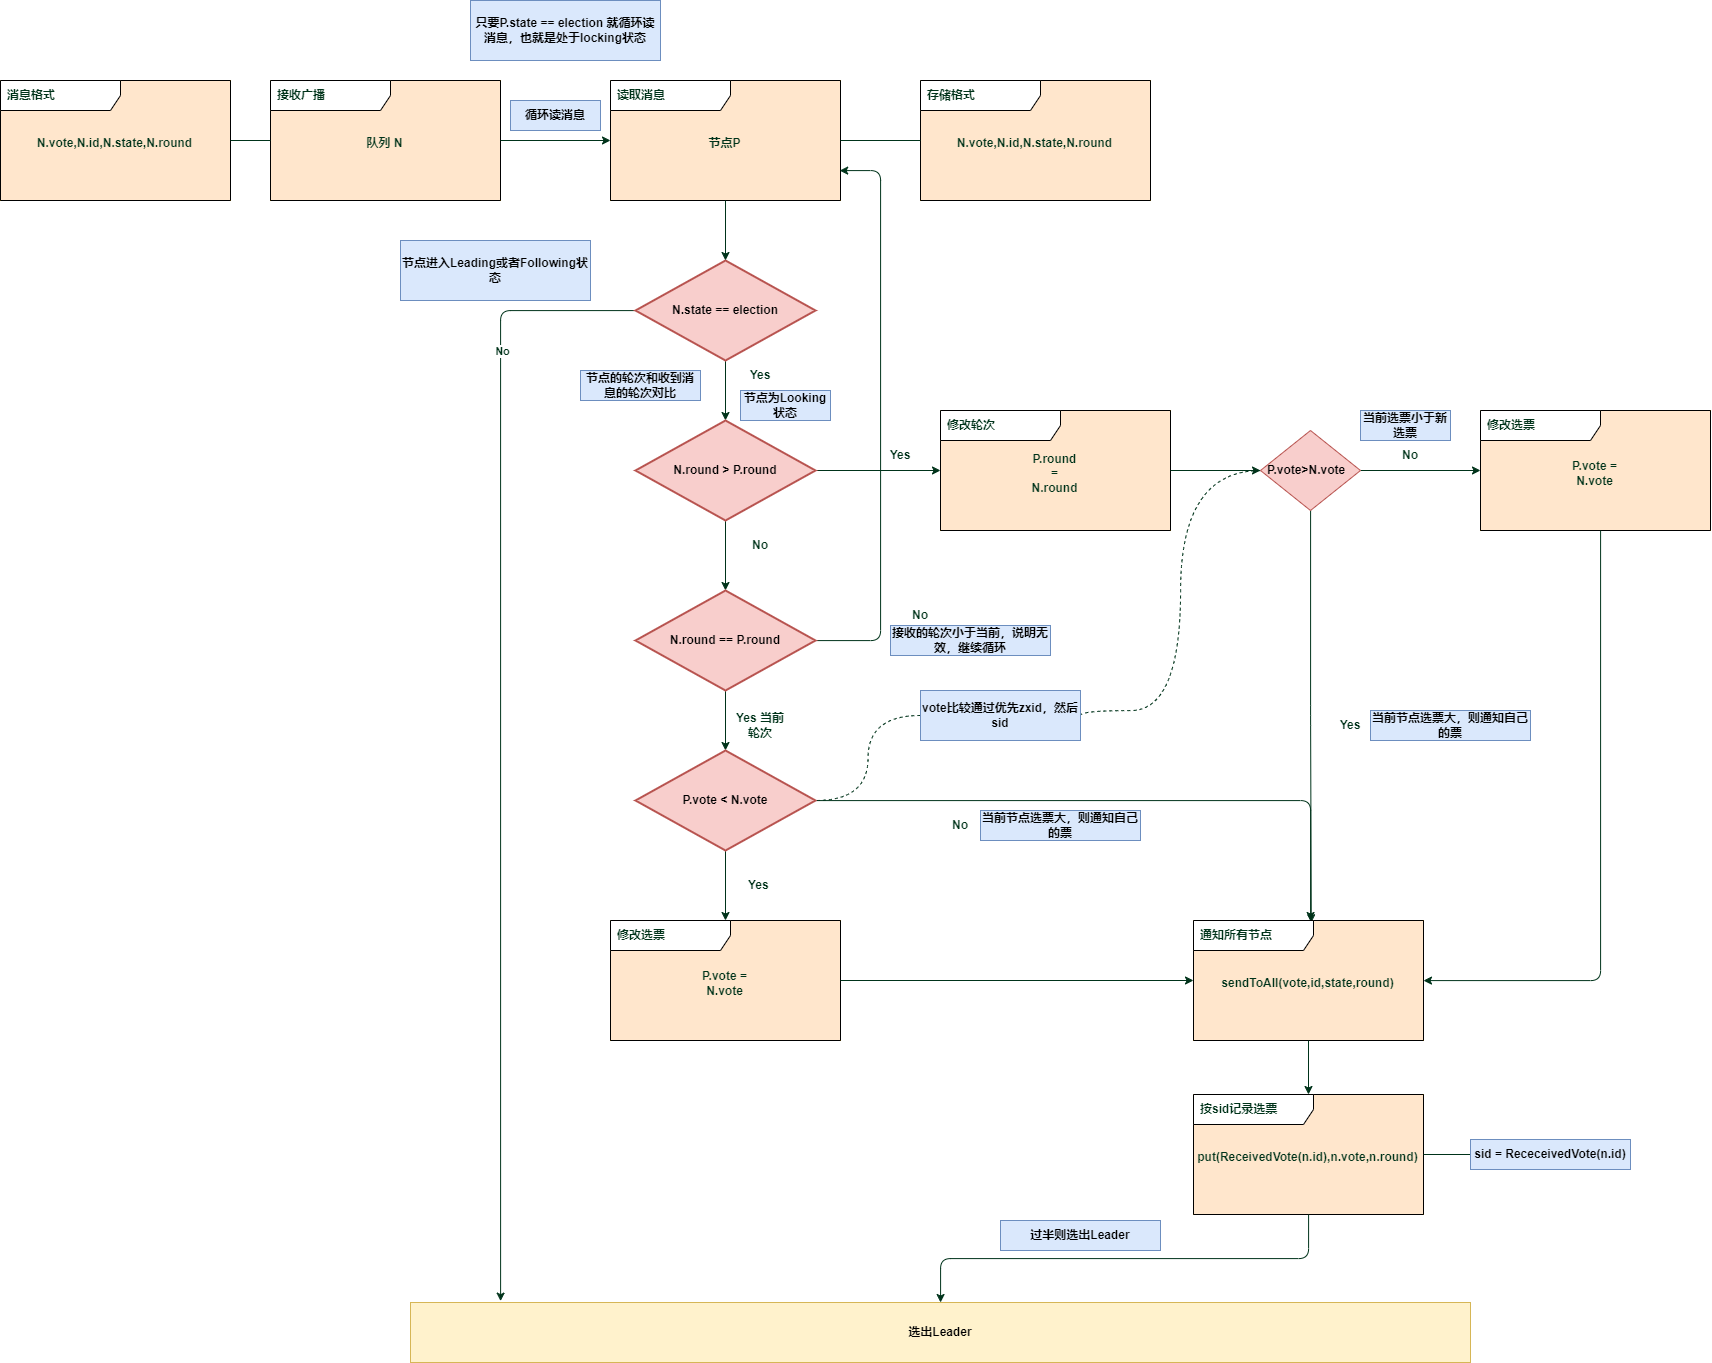 只要P.state == election 就循环读
消息，也就是处于locking状态
消息格式
N.vote,N.id,N.state,N.round
接收广播
队列 N
循环读消息
读取消息
节点P
存储格式
N.vote,N.id,N.state,N.round
节点进入Leading或者Following状
态
N.state == election
No
Yes
节点的轮次和收到消
息的轮次对比
节点为Looking
状态
N.round > P.round
Yes
修改轮次
P.round
=
N.round
P.vote>N.vote
当前选票小于新
选票
No
修改选票
P.vote =
N.vote
No
N.round == P.round
No
接收的轮次小于当前，说明无
效，继续循环
Yes 当前
轮次
vote比较通过优先zxid，然后
sid
Yes
当前节点选票大，则通知自己
的票
P.vote < N.vote
No
当前节点选票大，则通知自己
的票
Yes
修改选票
P.vote =
N.vote
通知所有节点
sendToAll(vote,id,state,round)
按sid记录选票
put(ReceivedVote(n.id),n.vote,n.round)
sid = RececeivedVote(n.id)
过半则选出Leader
选出Leader